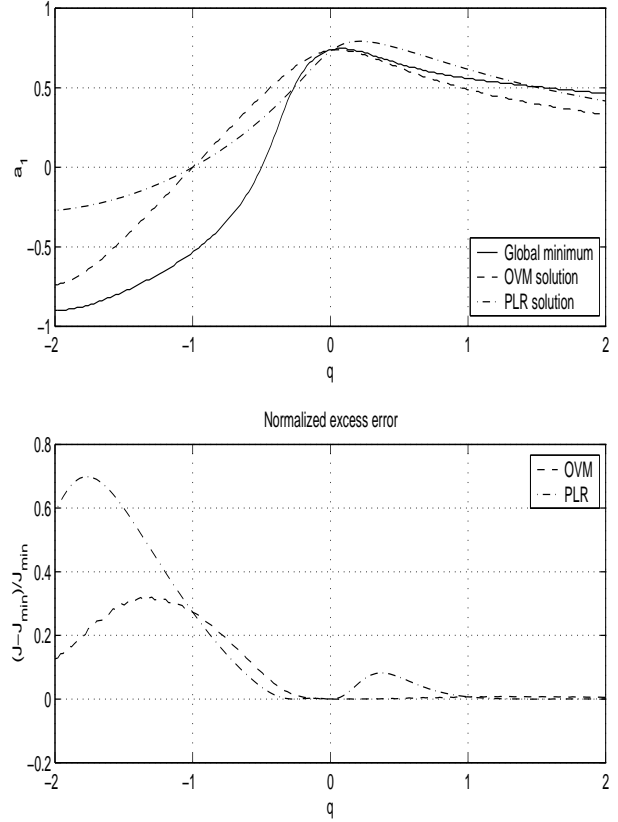 1
0.5
0
−0.5
−1
a1
−2
−1
0
1
2
q
Global minimum
OVM solution
PLR solution
Normalized excess error
0.8
0.6
0.4
0.2
0
−0.2
(J−Jmin)/Jmin
−2
−1
0
1
2
q
OVM
PLR